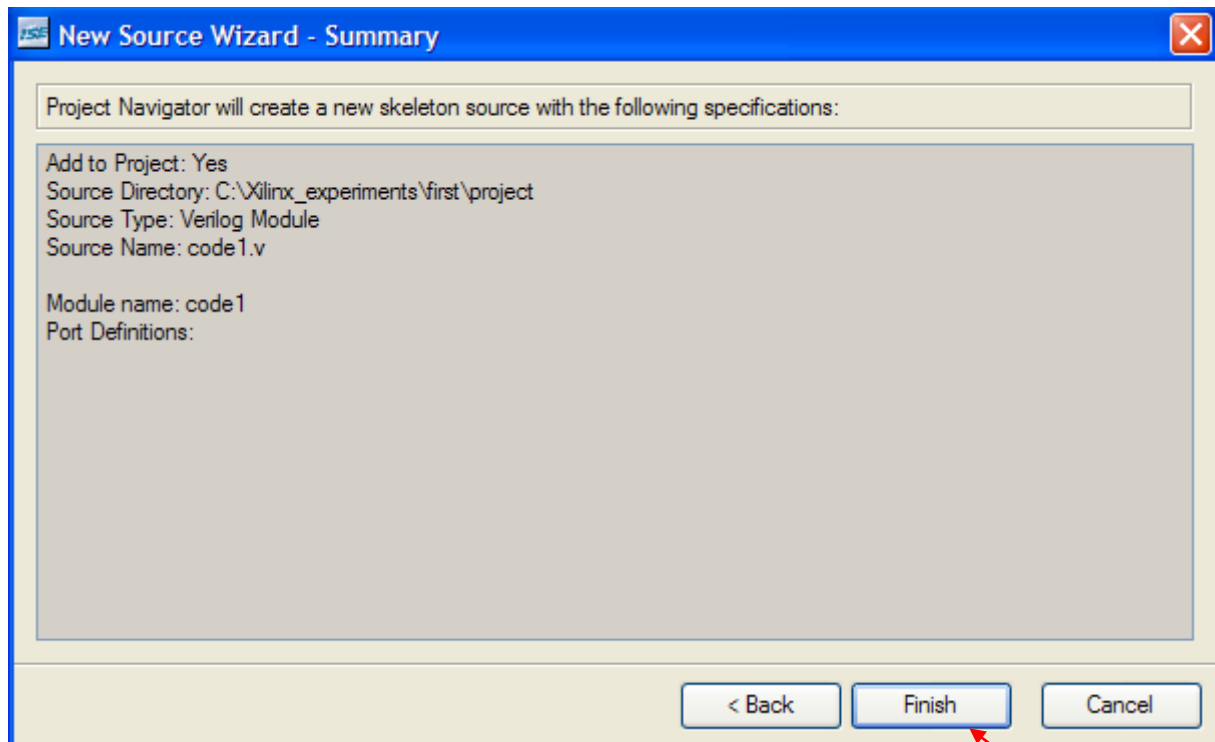 ISE New Source Wizard - Summary
Project Navigator will create a new skeleton source with the following specifications:
Add to Project: Yes
Source Directory: C:\Xilinx_experiments\first\project
Source Type: Verilog Module
Source Name: code1.v
Module name: code1
Port Definitions:
< Back Finish Cancel